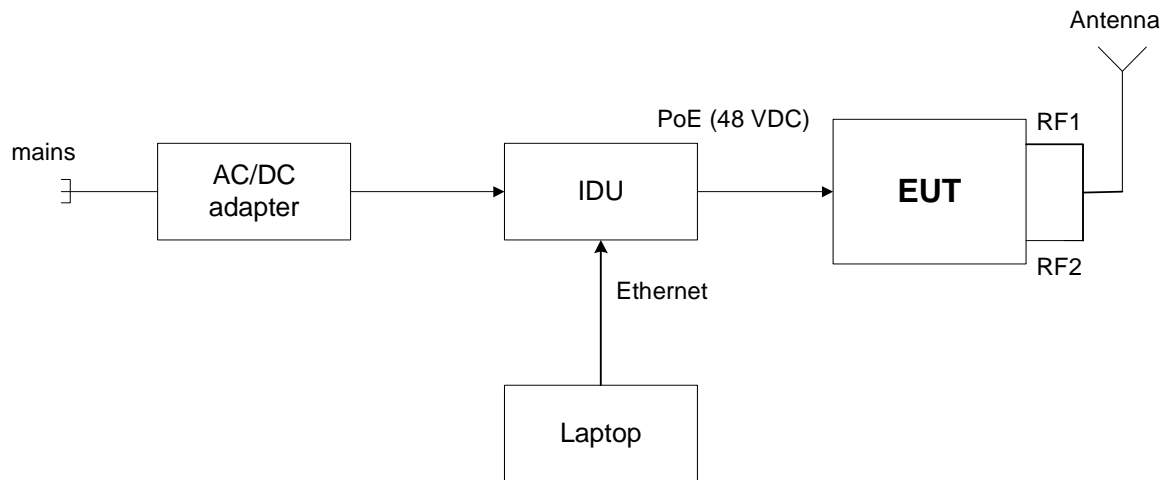 Antenna
PoE (48 VDC)
RF1
mains
AC/DC
adapter
IDU
EUT
RF2
Ethernet
Laptop